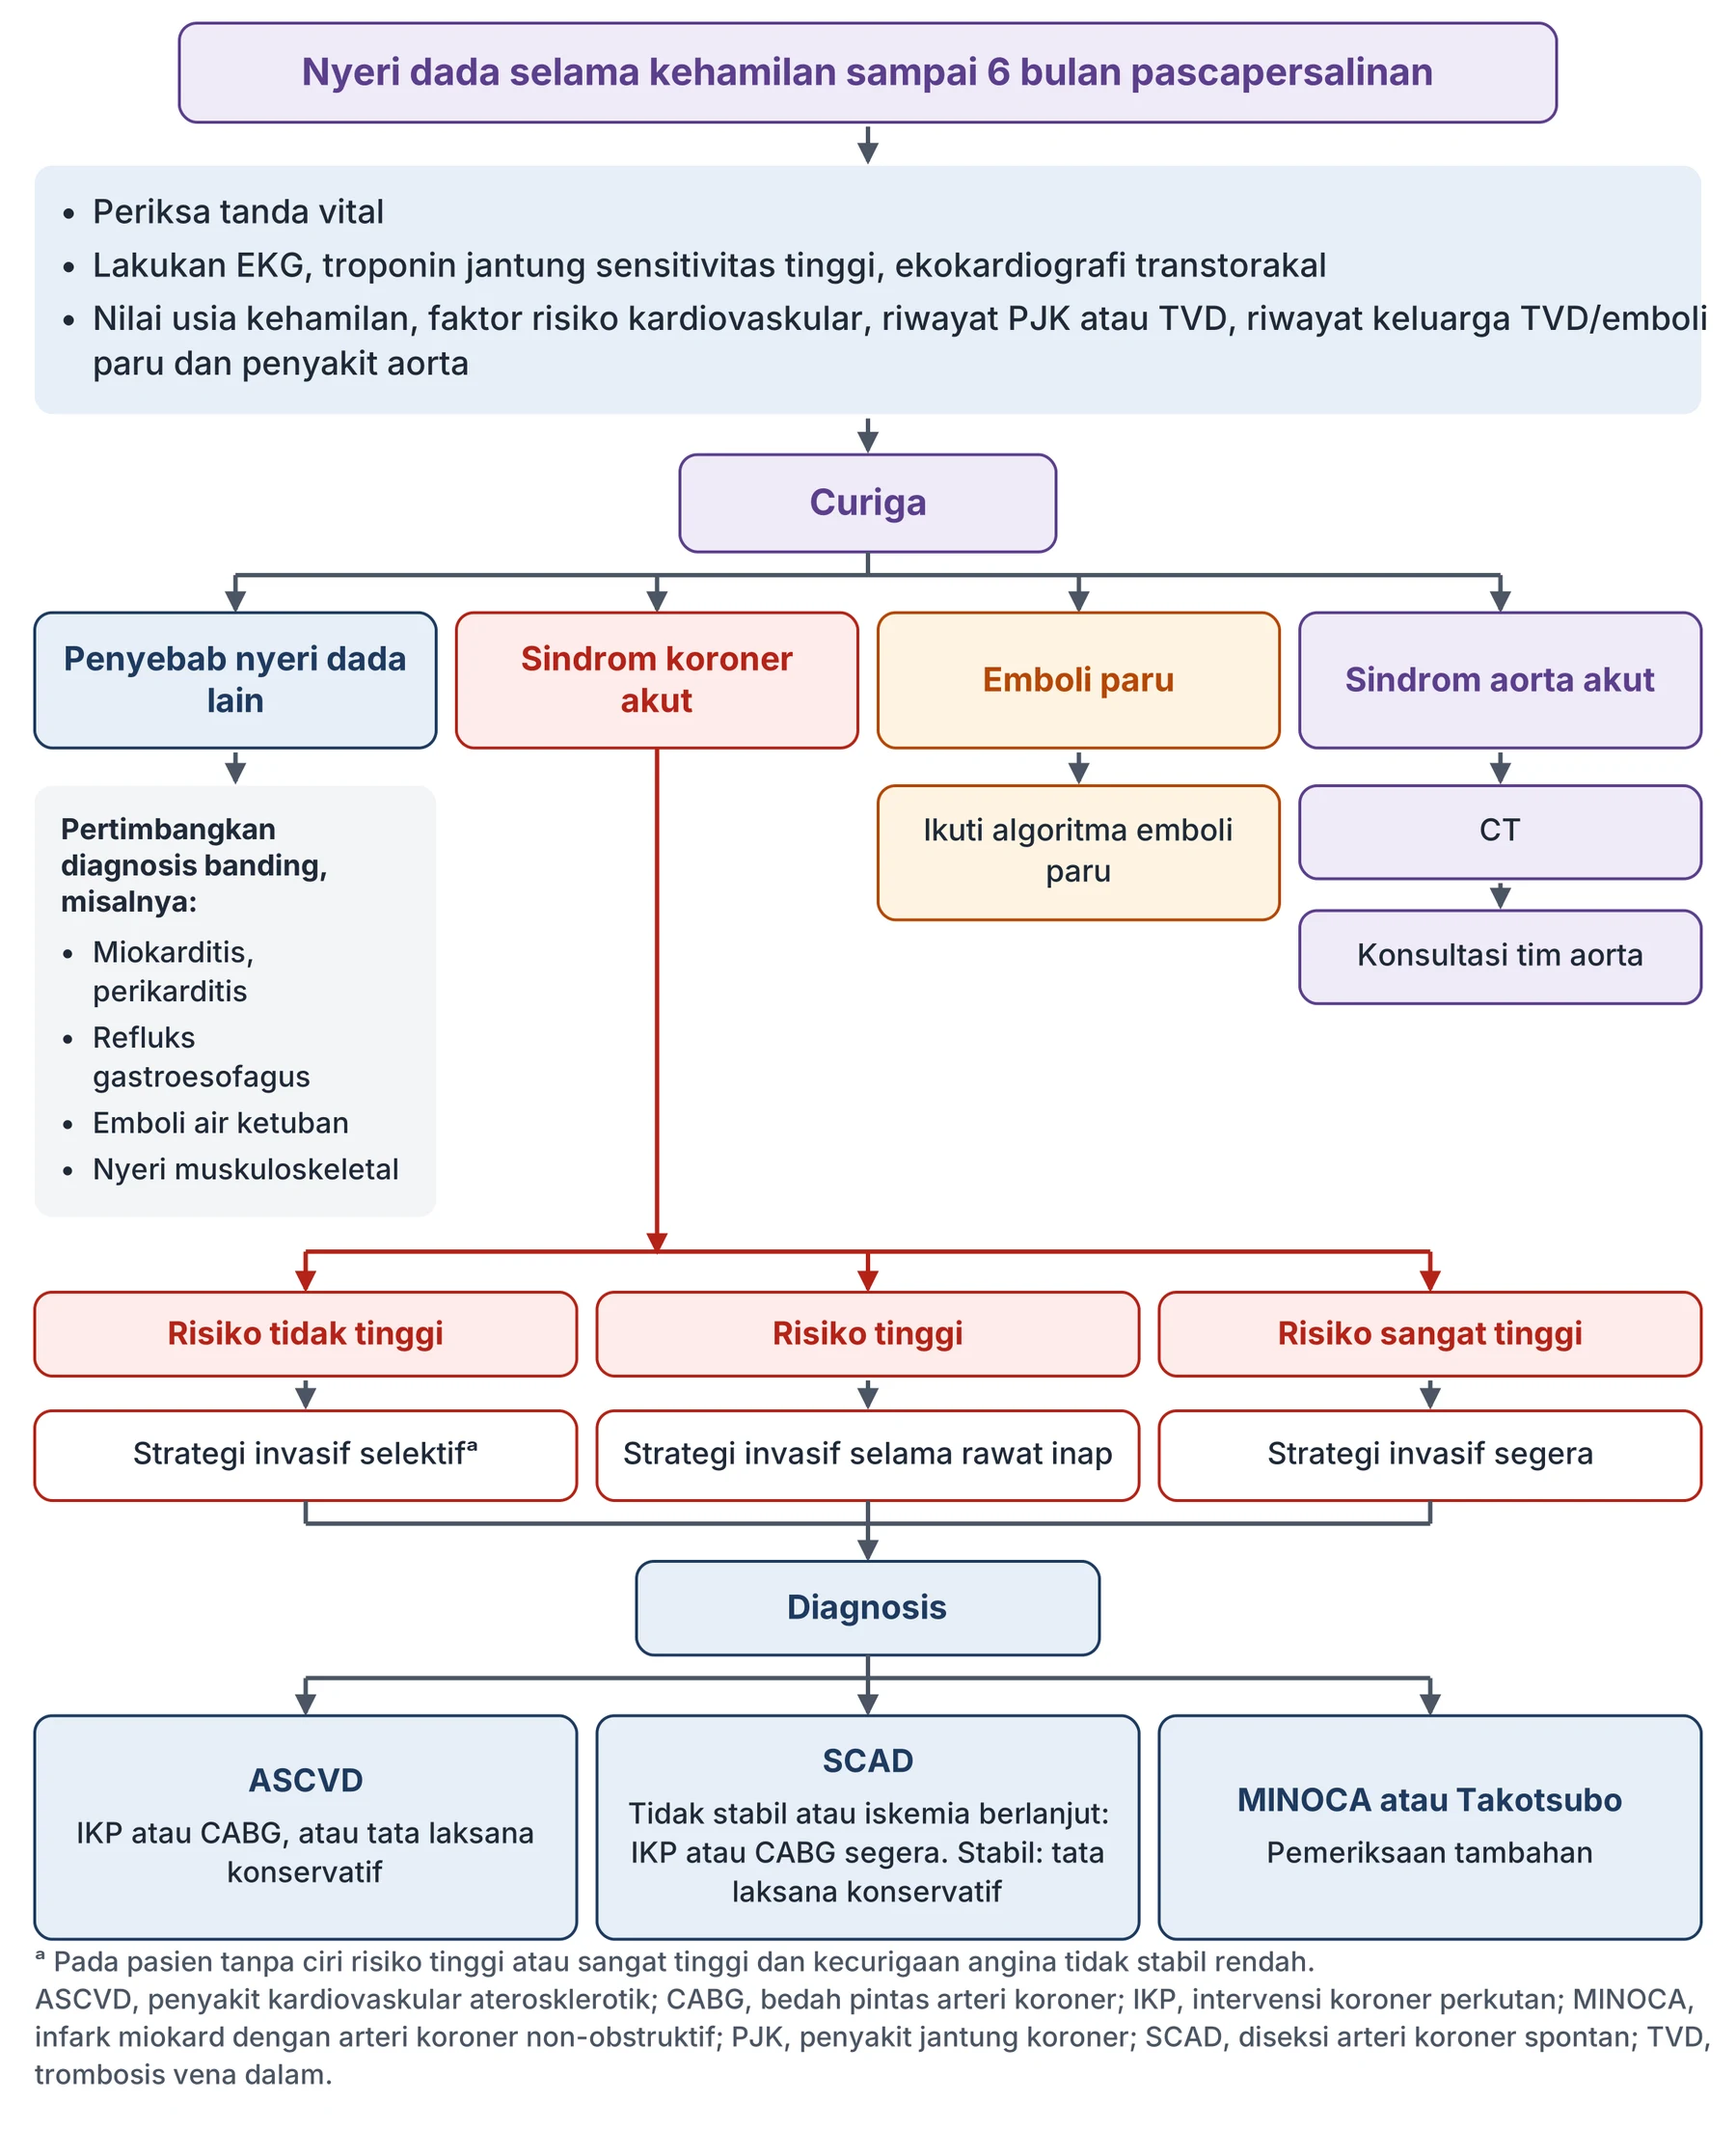 Nyeri dada selama kehamilan sampai 6 bulan pascapersalinan
• Periksa tanda vital
• Lakukan EKG, troponin jantung sensitivitas tinggi, ekokardiografi transtorakal
• Nilai usia kehamilan, faktor risiko kardiovaskular, riwayat PJK atau TVD, riwayat keluarga TVD/emboli
paru dan penyakit aorta
Curiga
Penyebab nyeri dada
lain
Sindrom koroner
akut
Emboli paru
Sindrom aorta akut
Pertimbangkan
diagnosis banding,
misalnya:
• Miokarditis,
perikarditis
• Refluks
gastroesofagus
• Emboli air ketuban
• Nyeri muskuloskeletal
Ikuti algoritma emboli
paru
CT
Konsultasi tim aorta
Risiko tidak tinggi
Risiko tinggi
Risiko sangat tinggi
Strategi invasif selektifᵃ
Strategi invasif selama rawat inap
Strategi invasif segera
Diagnosis
ASCVD
IKP atau CABG, atau tata laksana
konservatif
SCAD
Tidak stabil atau iskemia berlanjut:
IKP atau CABG segera. Stabil: tata
laksana konservatif
MINOCA atau Takotsubo
Pemeriksaan tambahan
ᵃ Pada pasien tanpa ciri risiko tinggi atau sangat tinggi dan kecurigaan angina tidak stabil rendah.
ASCVD, penyakit kardiovaskular aterosklerotik; CABG, bedah pintas arteri koroner; IKP, intervensi koroner perkutan; MINOCA,
infark miokard dengan arteri koroner non-obstruktif; PJK, penyakit jantung koroner; SCAD, diseksi arteri koroner spontan; TVD,
trombosis vena dalam.